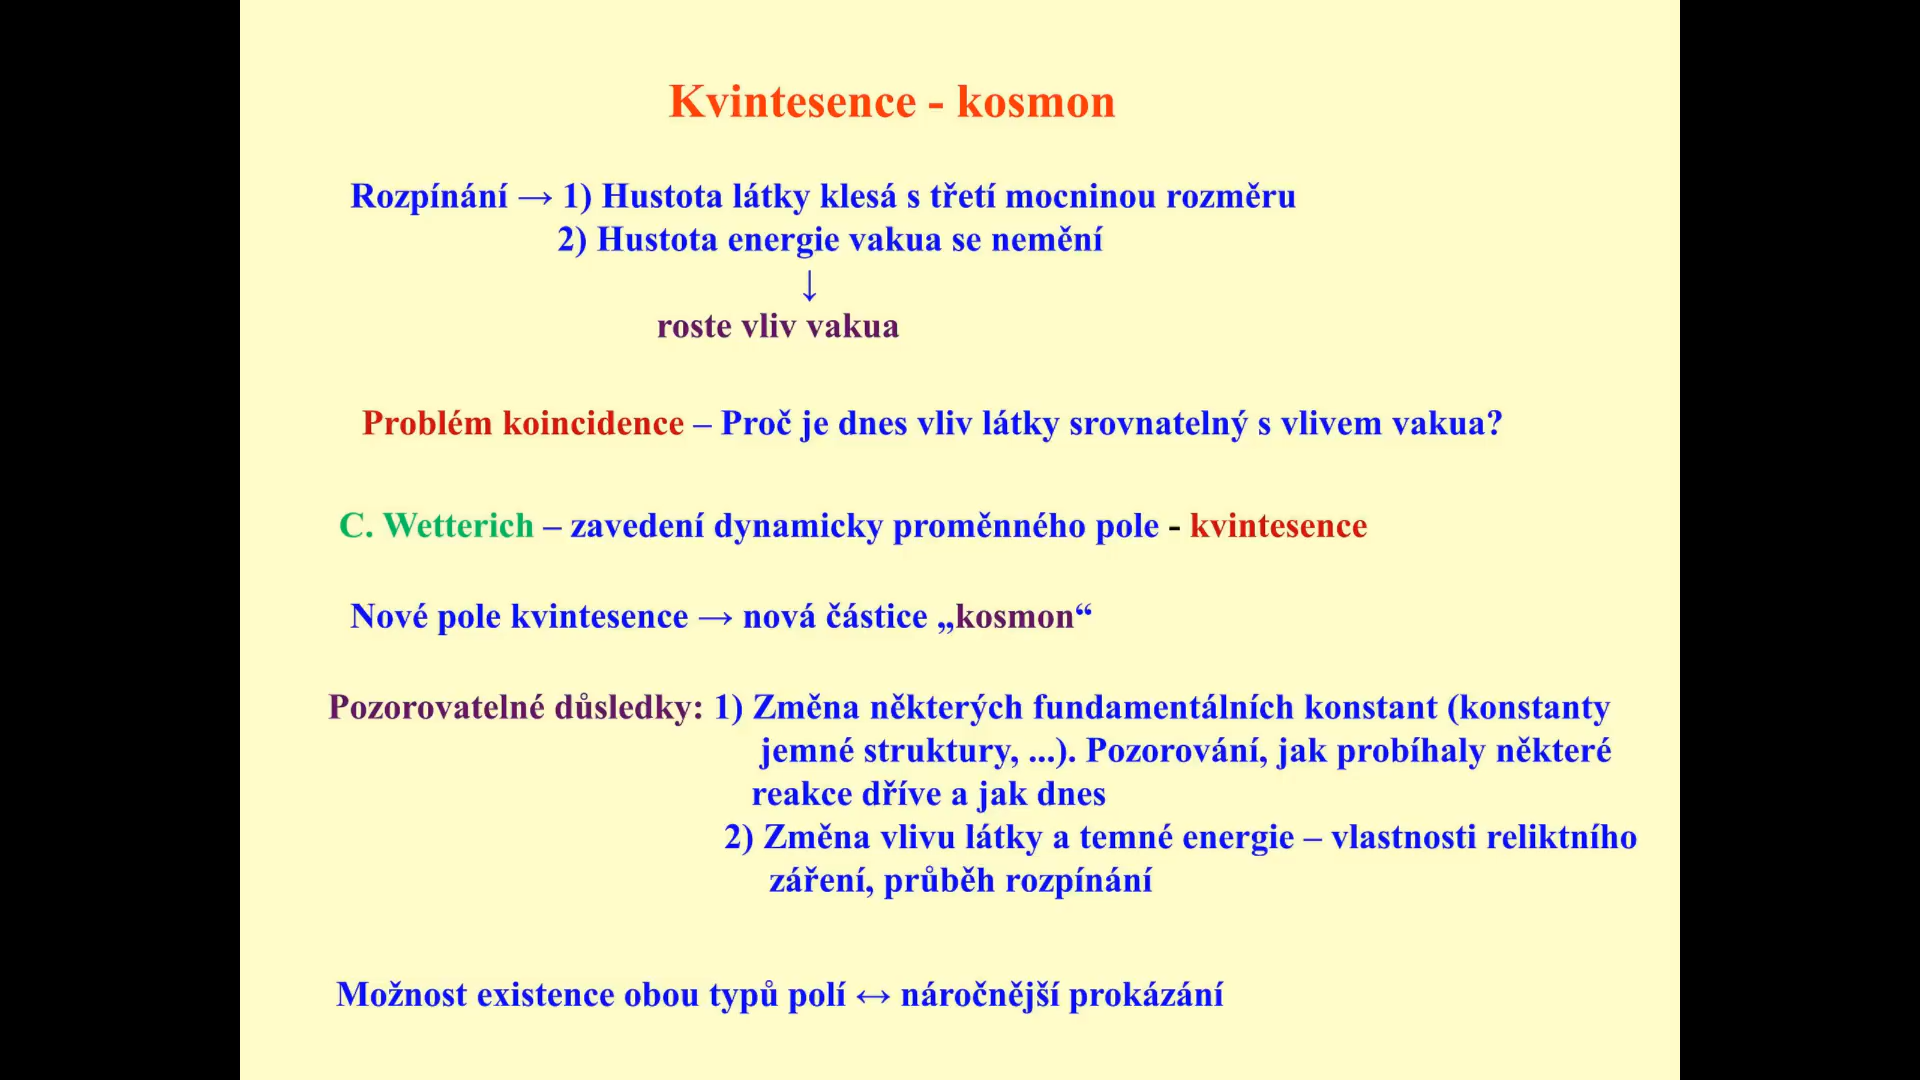 Kvintesence - kosmon
Rozpínání → 1) Hustota látky klesá s třetí mocninou rozměru
2) Hustota energie vakua se nemění
↓
roste vliv vakua
Problém koincidence – Proč je dnes vliv látky srovnatelný s vlivem vakua?
C. Wetterich – zavedení dynamicky proměnného pole - kvintesence
Nové pole kvintesence → nová částice „kosmon“
Pozorovatelné důsledky: 1) Změna některých fundamentálních konstant (konstanty
jemné struktury, ...). Pozorování, jak probíhaly některé
reakce dříve a jak dnes
2) Změna vlivu látky a temné energie – vlastnosti reliktního
záření, průběh rozpínání
Možnost existence obou typů polí ↔ náročnější prokázání